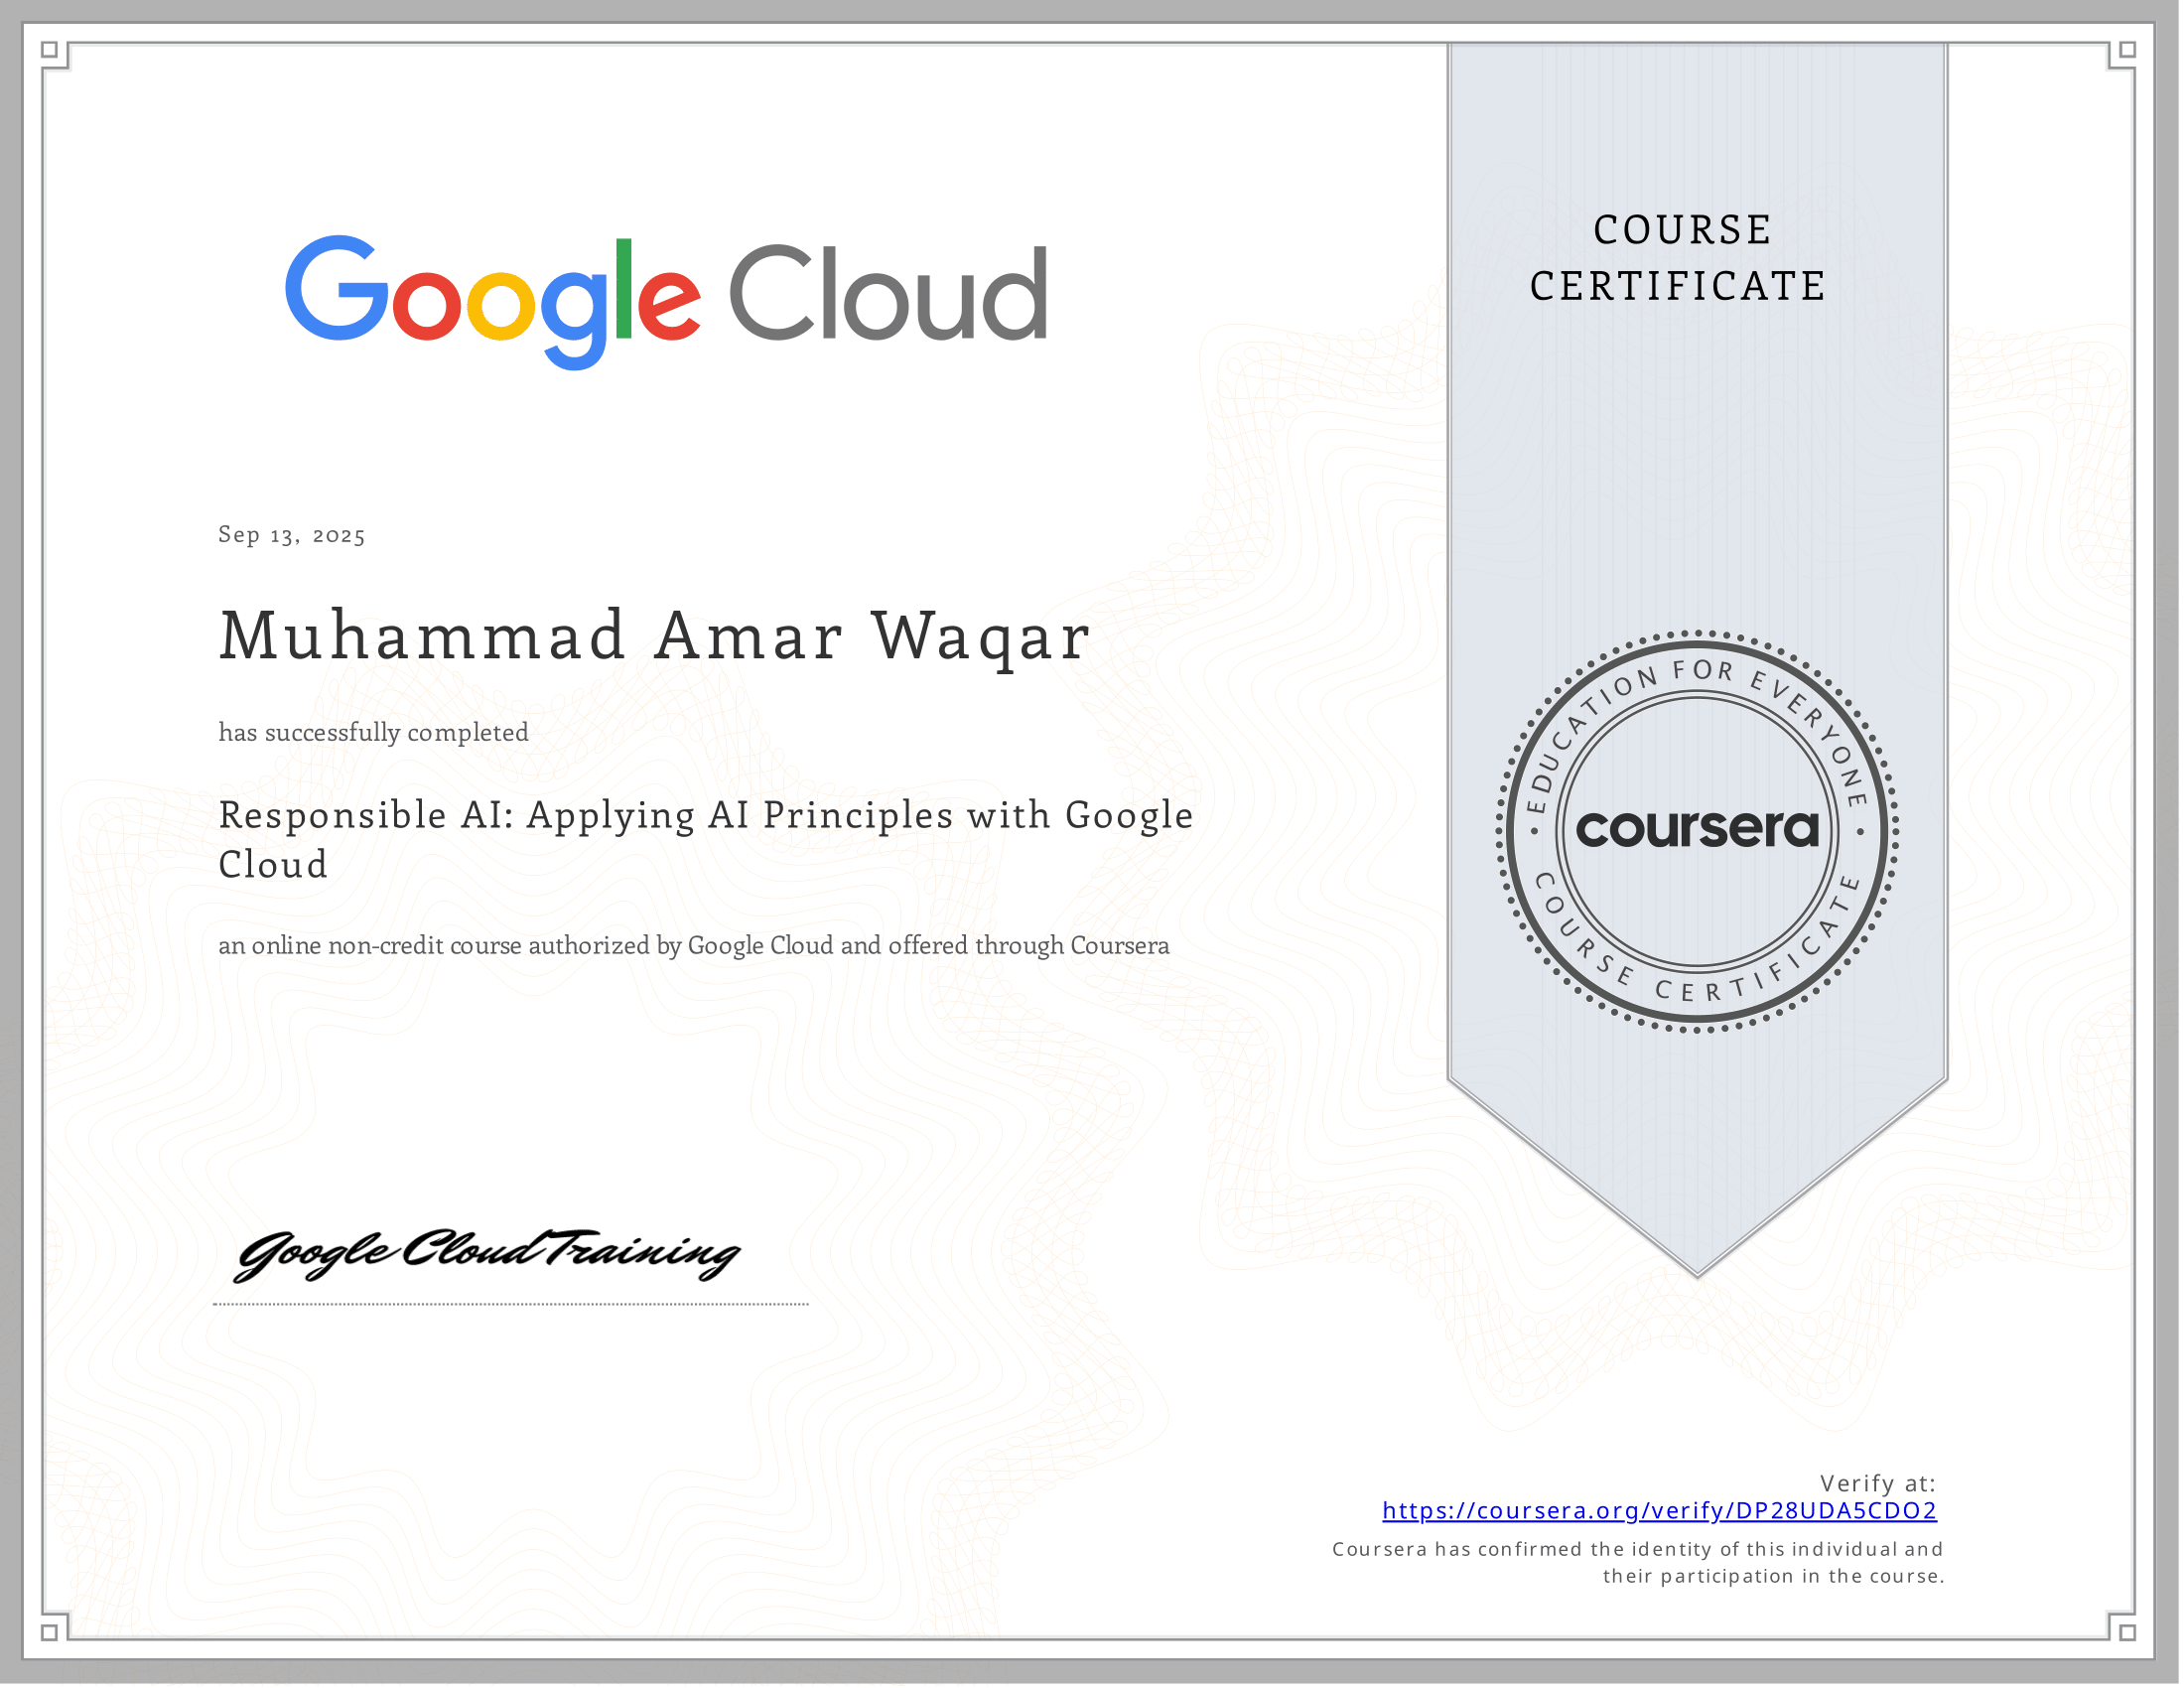 Google Cloud
COURSE
CERTIFICATE
Sep 13, 2025
Muhammad Amar Waqar
has successfully completed
Responsible AI: Applying AI Principles with Google
Cloud
an online non-credit course authorized by Google Cloud and offered through Coursera
EDUCATION FOR EVERYONE
coursera
COURSE CERTIFICATE
Google Cloud Training
Verify at:
https://coursera.org/verify/DP28UDA5CDO2
Coursera has confirmed the identity of this individual and
their participation in the course.